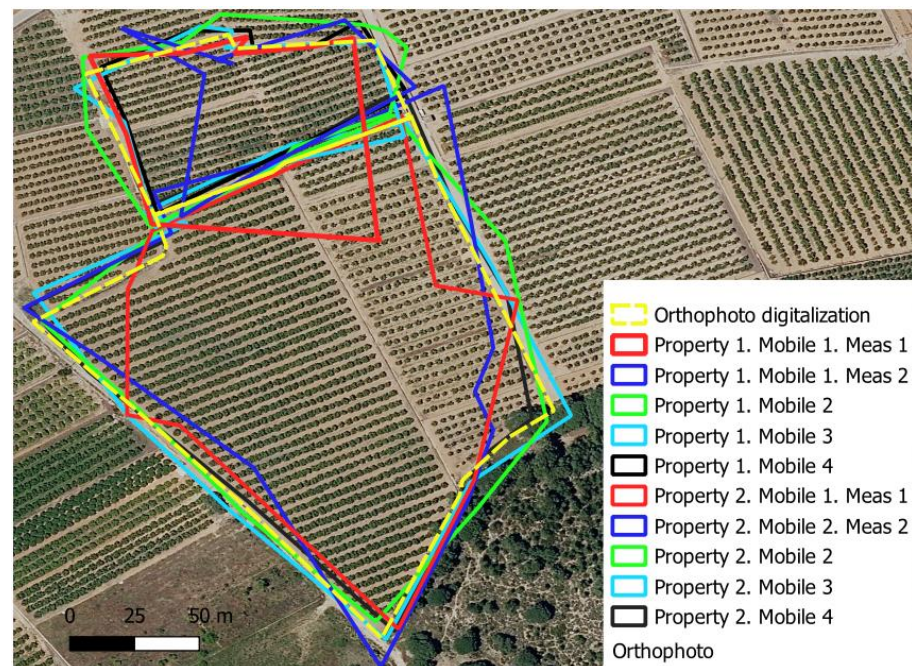 Orthophoto digitalization
Property 1. Mobile 1. Meas 1
Property 1. Mobile 1. Meas 2
Property 1. Mobile 2
Property 1. Mobile 3
Property 1. Mobile 4
Property 2. Mobile 1. Meas 1
Property 2. Mobile 2. Meas 2
Property 2. Mobile 2
Property 2. Mobile 3
Property 2. Mobile 4
Orthophoto
0 25 50 m